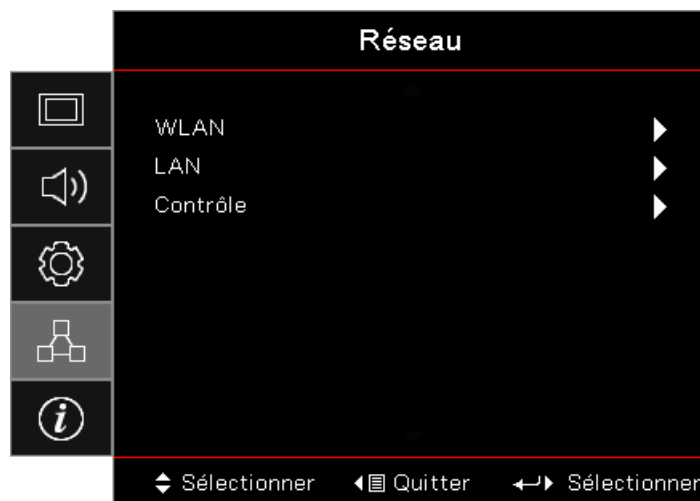 Réseau
WLAN
LAN
Contrôle
Sélectionner Quitter Sélectionner